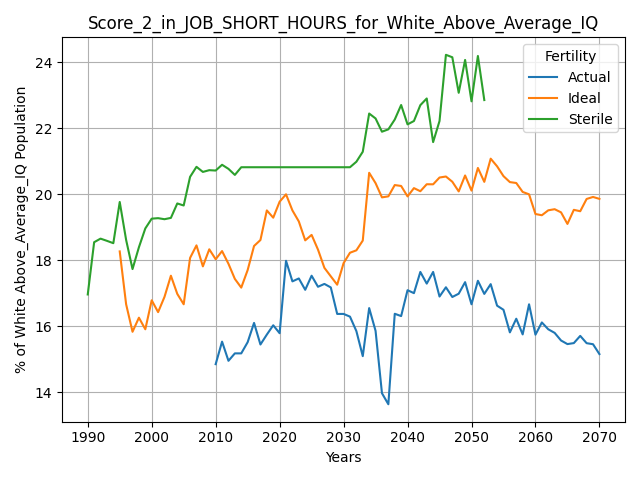 Score_2_in_JOB_SHORT_HOURS_for_White_Above_Average_IQ
% of White Above_Average_IQ Population
24
22
20
18
16
14
Fertility
Actual
Ideal
Sterile
1990 2000 2010 2020 2030 2040 2050 2060 2070
Years